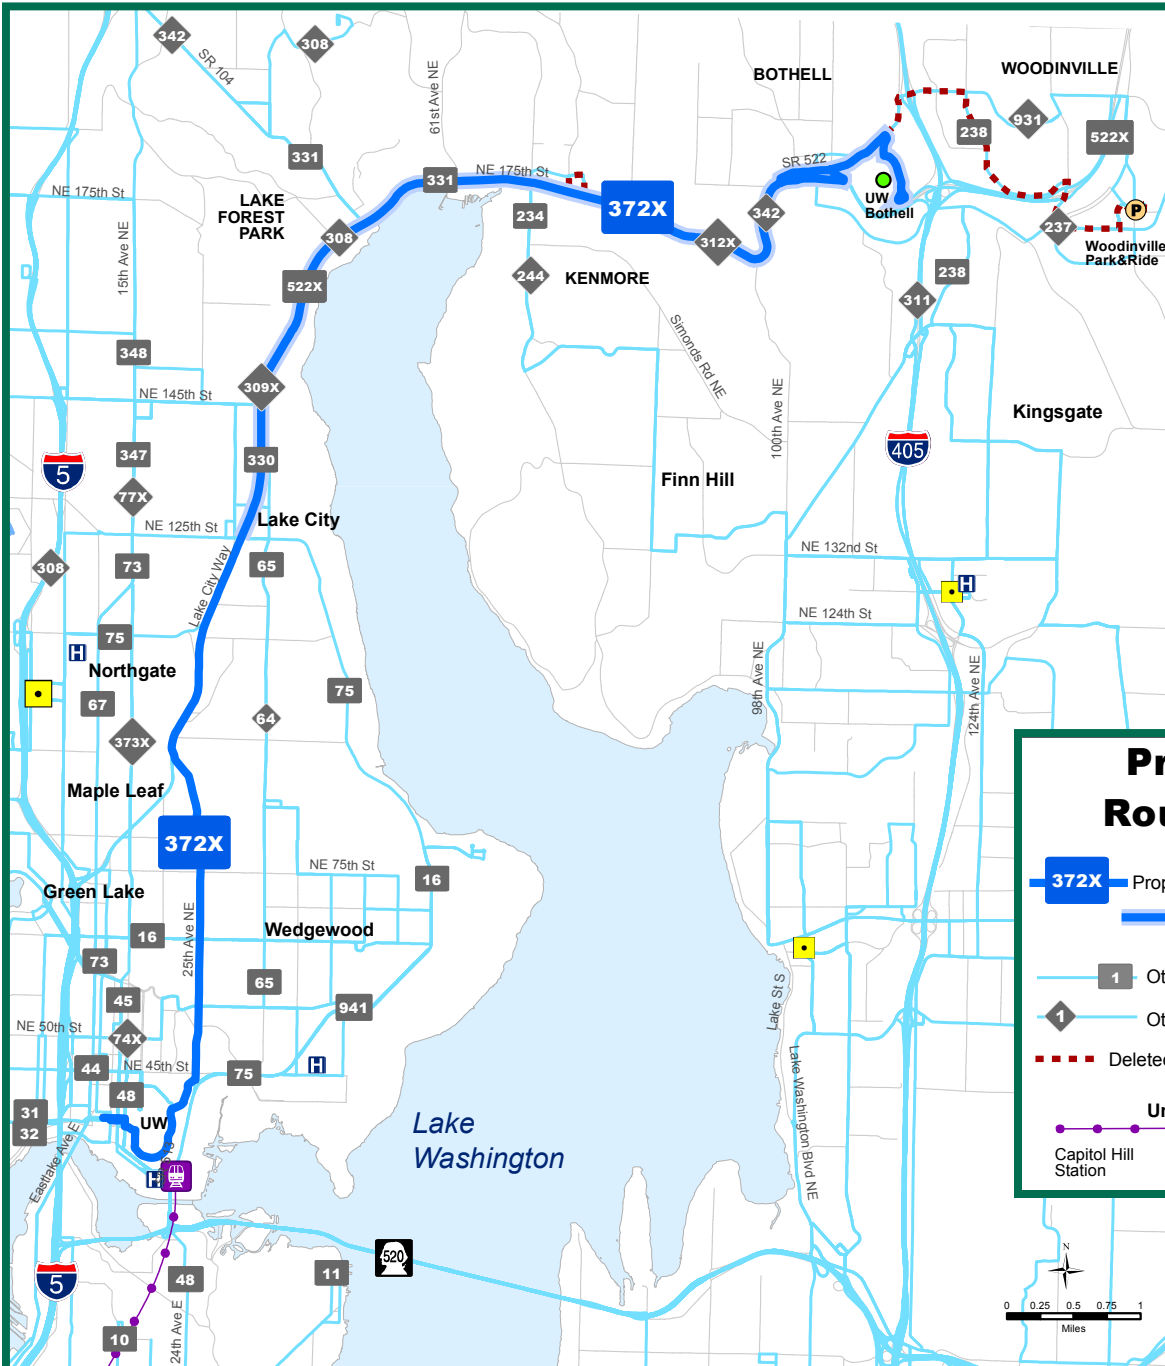 342
308
SR 104
61st Ave NE
BOTHELL
WOODINVILLE
931
238
522X
331
331
NE 175th St
SR 522
NE 175th St
LAKE
FOREST
PARK
308
234
372X
312X
342
UW
Bothell
P
237
Woodinville
Park&Ride
15th Ave NE
522X
244
KENMORE
238
311
348
Simonds Rd NE
309X
NE 145th St
100th Ave NE
Kingsgate
347
330
5
405
77X
Finn Hill
Lake City
NE 125th St
308
73
65
Lake City Way
NE 132nd St
H
NE 124th St
75
H
Northgate
67
75
64
98th Ave NE
124th Ave NE
373X
Maple Leaf
Pr
Rou
372X
NE 75th St
372X
Prop
Green Lake
16
25th Ave NE
Wedgewood
16
73
65
1
Ot
45
941
Lake St S
NE 50th St
74X
1
Ot
44
NE 45th St
75
H
Lake Washington Blvd NE
Deleted
48
31
32
UW
Un
Lake
Washington
Eastlake Ave E
H
Capitol Hill
Station
520
5
48
11
N
24th Ave E
10
0 0.25 0.5 0.75 1
Miles